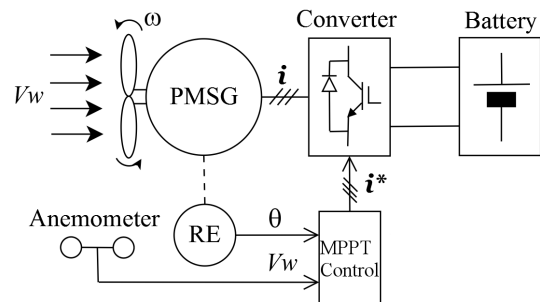 ω
Converter
Battery
Vw
PMSG
i
i*
Anemometer
RE
θ
Vw
MPPT
Control